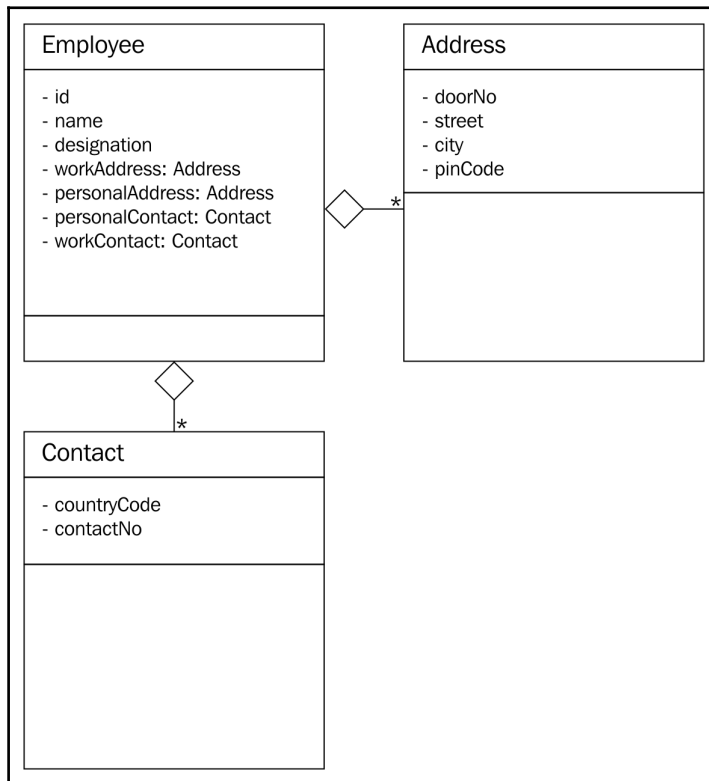 Employee
- id
- name
- designation
- workAddress: Address
- personalAddress: Address
- personalContact: Contact
- workContact: Contact
*
Address
- doorNo
- street
- city
- pinCode
*
Contact
- countryCode
- contactNo